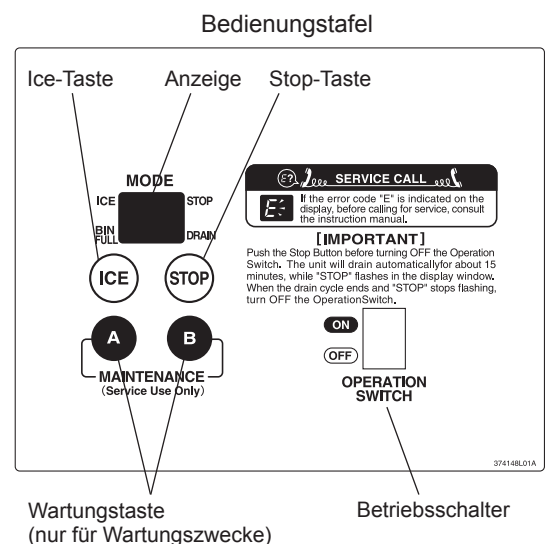 Bedienungstafel
Ice-Taste
Anzeige
Stop-Taste
MODE
ICE
STOP
BIN
FULL
DRAIN
ICE
STOP
A
B
MAINTENANCE
(Service Use Only)
E?
SERVICE CALL
E
If the error code "E" is indicated on the
display, before calling for service, consult
the instruction manual.
[IMPORTANT]
Push the Stop Button before turning OFF the Operation
Switch. The unit will drain automaticallyfor about 15
minutes, while "STOP" flashes in the display window.
When the drain cycle ends and "STOP" stops flashing,
turn OFF the OperationSwitch.
ON
OFF
OPERATION
SWITCH
374148L01A
Wartungstaste
(nur für Wartungszwecke)
Betriebsschalter